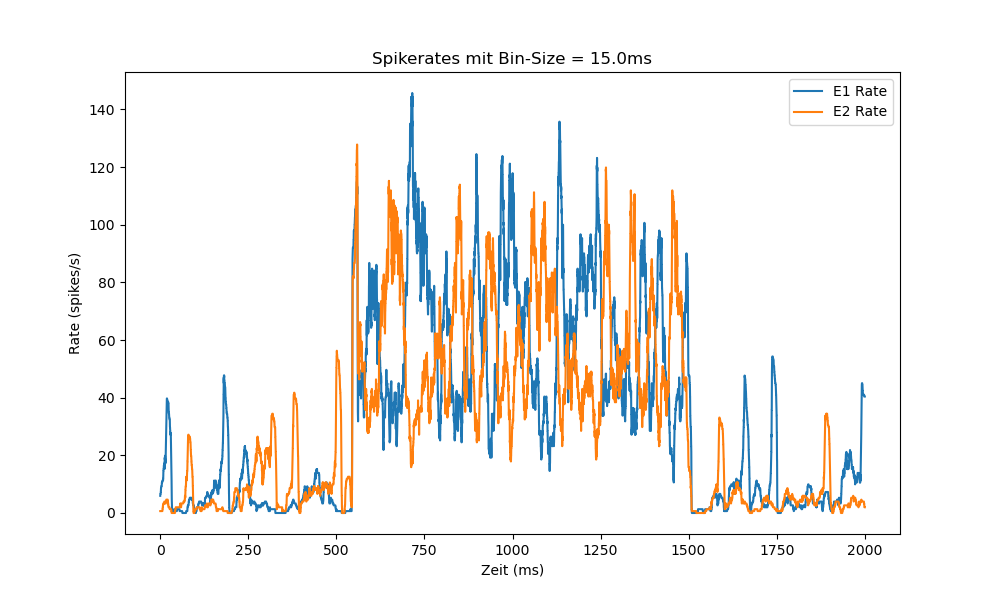 Spikerates mit Bin-Size = 15.0ms
E1 Rate
E2 Rate
140
120
100
80
60
40
20
0
Rate (spikes/s)
0 250 500 750 1000 1250 1500 1750 2000
Zeit (ms)